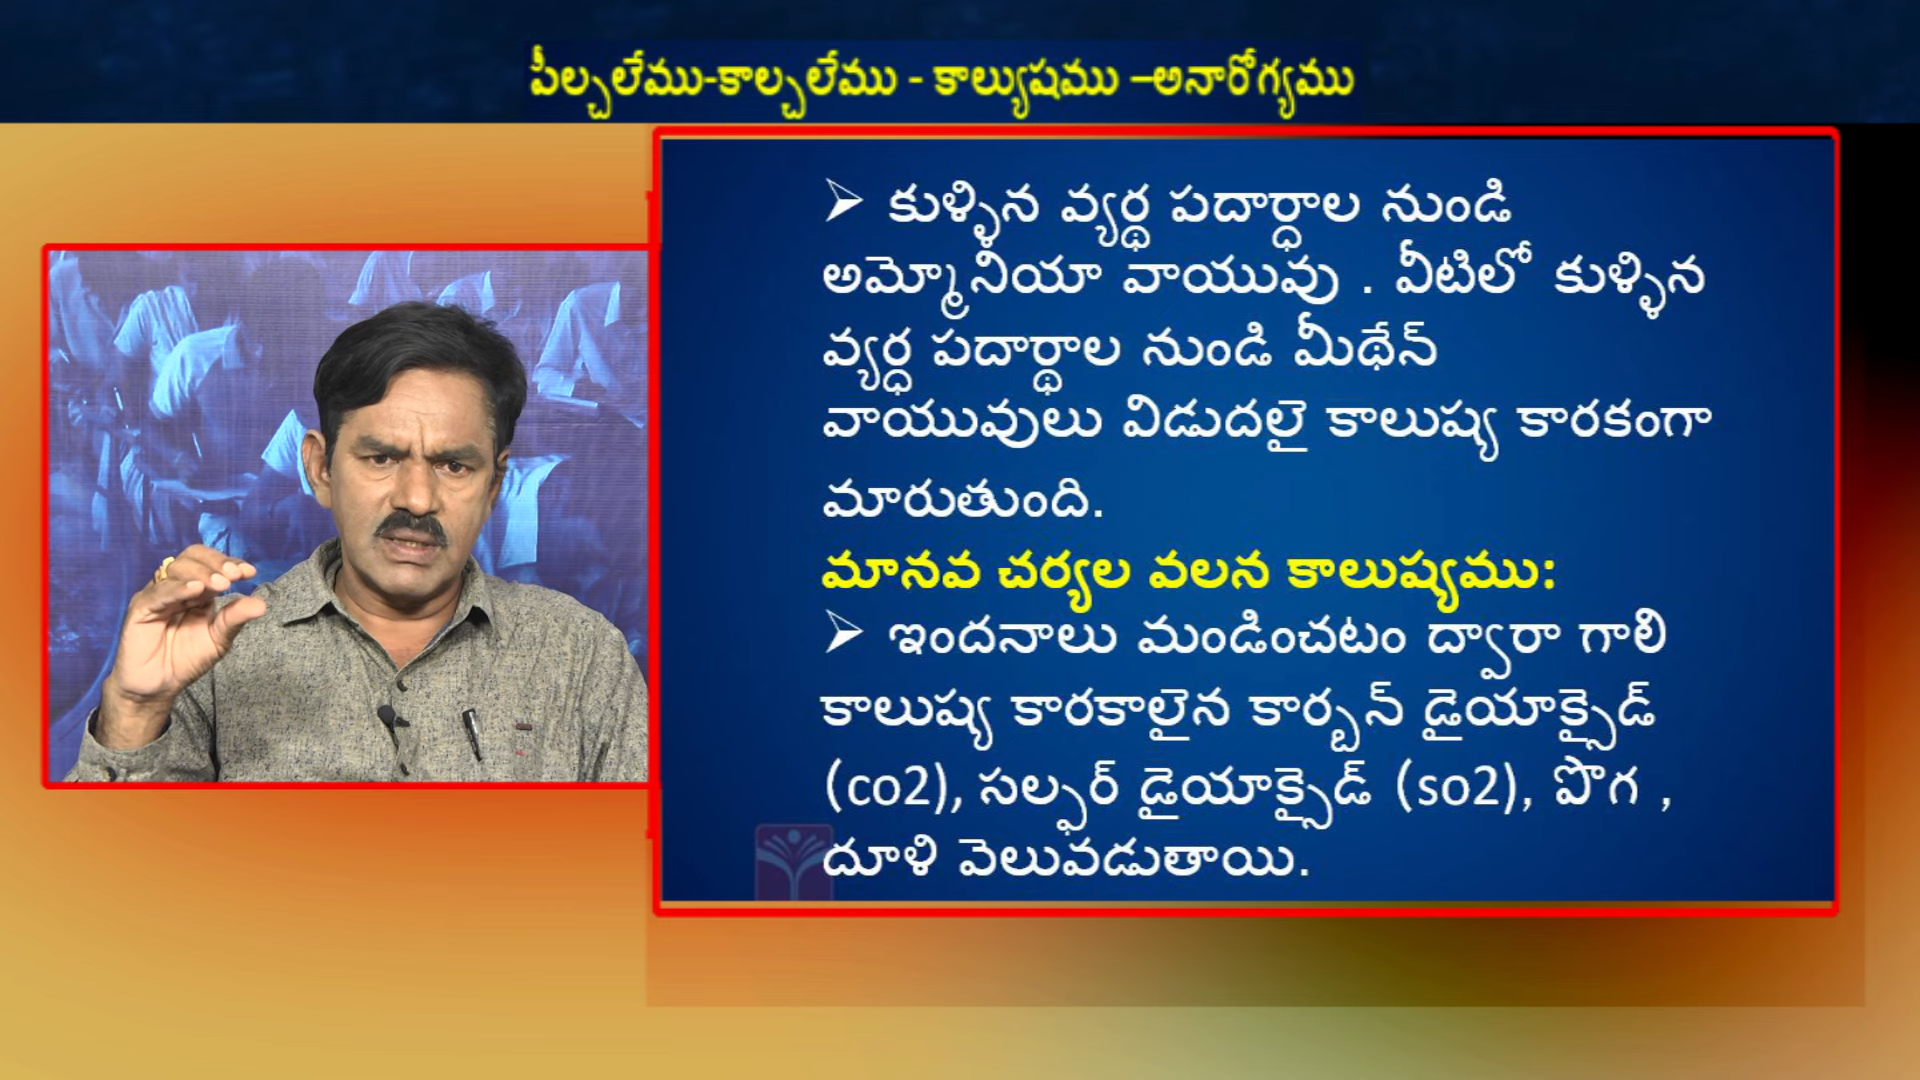 పీల్చలేము-కాల్చలేము - కాల్యుషము –అనారోగ్యము
➢ కుళ్ళిన వ్యర్థ పదార్ధాల నుండి
అమ్మోనియా వాయువు . వీటిలో కుళ్ళిన
వ్యర్ధ పదార్థాల నుండి మీథేన్
వాయువులు విడుదలై కాలుష్య కారకంగా
మారుతుంది.
మానవ చర్యల వలన కాలుష్యము:
➢ ఇందనాలు మండించటం ద్వారా గాలి
కాలుష్య కారకాలైన కార్బన్ డైయాక్సైడ్
(co2), సల్ఫర్ డైయాక్సైడ్ (so2), పొగ ,
దూళి వెలువడుతాయి.